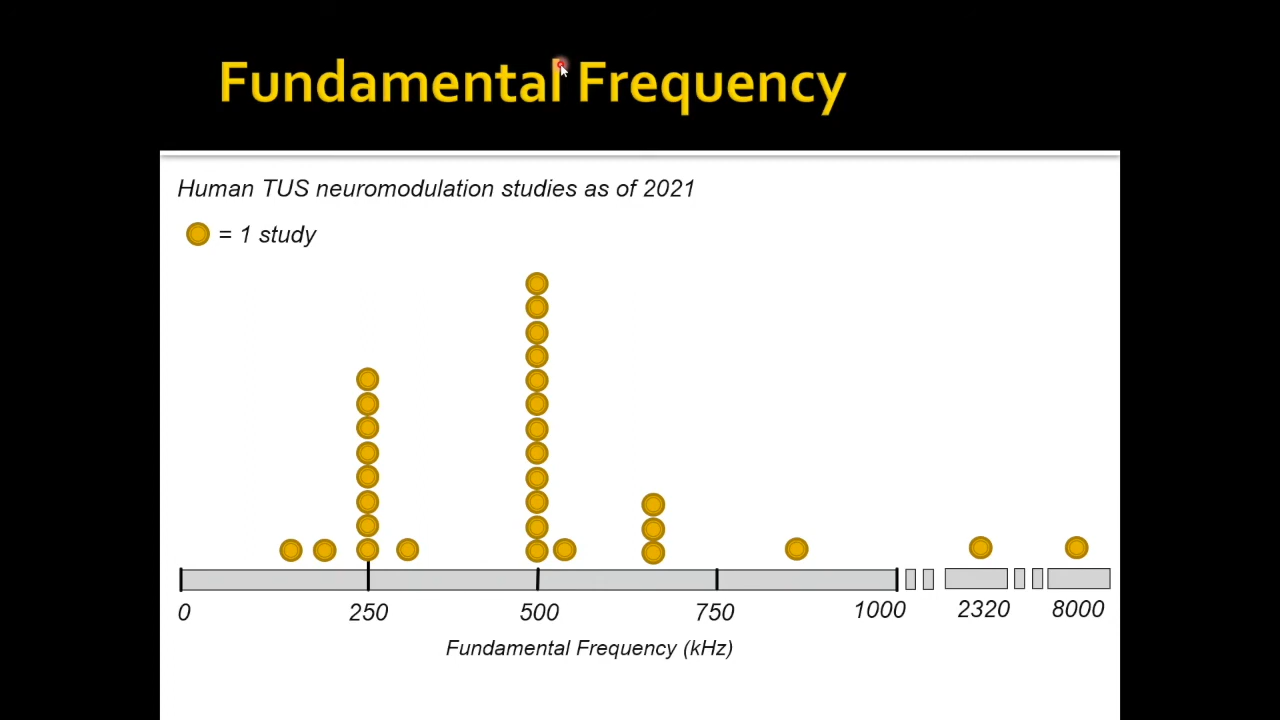 Fundamental Frequency
Human TUS neuromodulation studies as of 2021
= 1 study
0 250 500 750 1000 2320 8000
Fundamental Frequency (kHz)